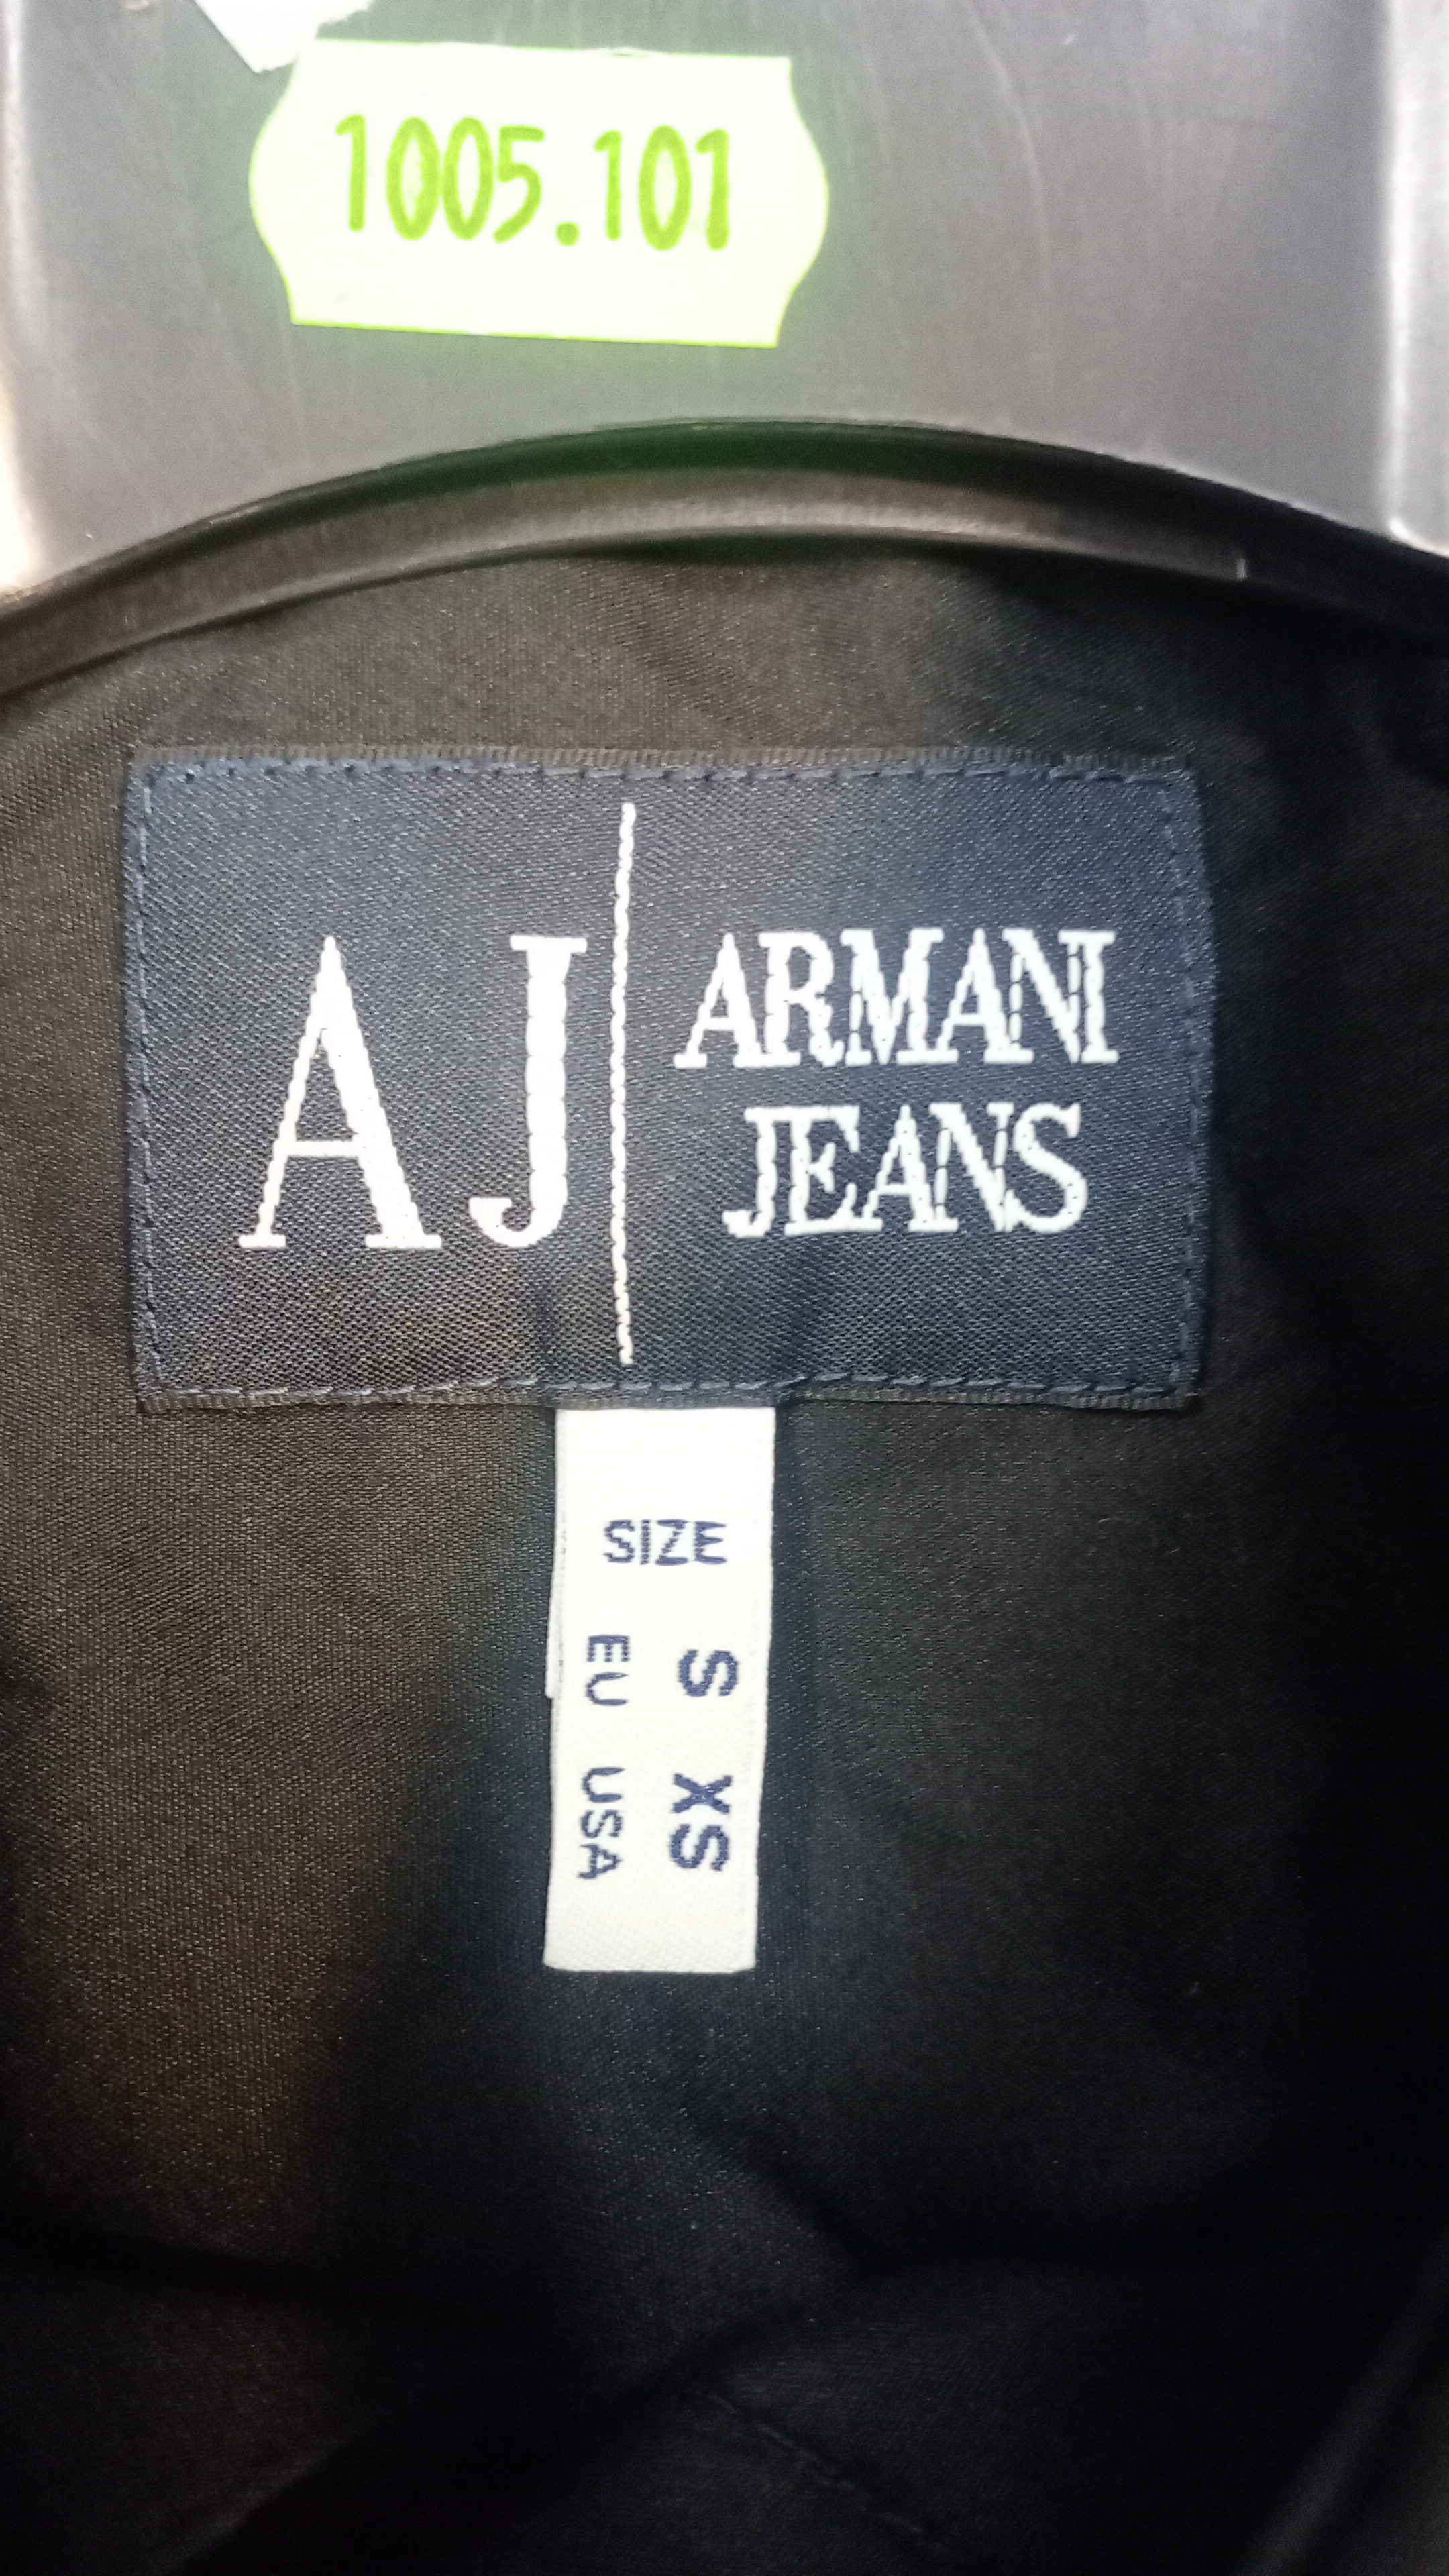 1005.101
AJ
ARMANI
JEANS
SIZE
S XS
EU USA